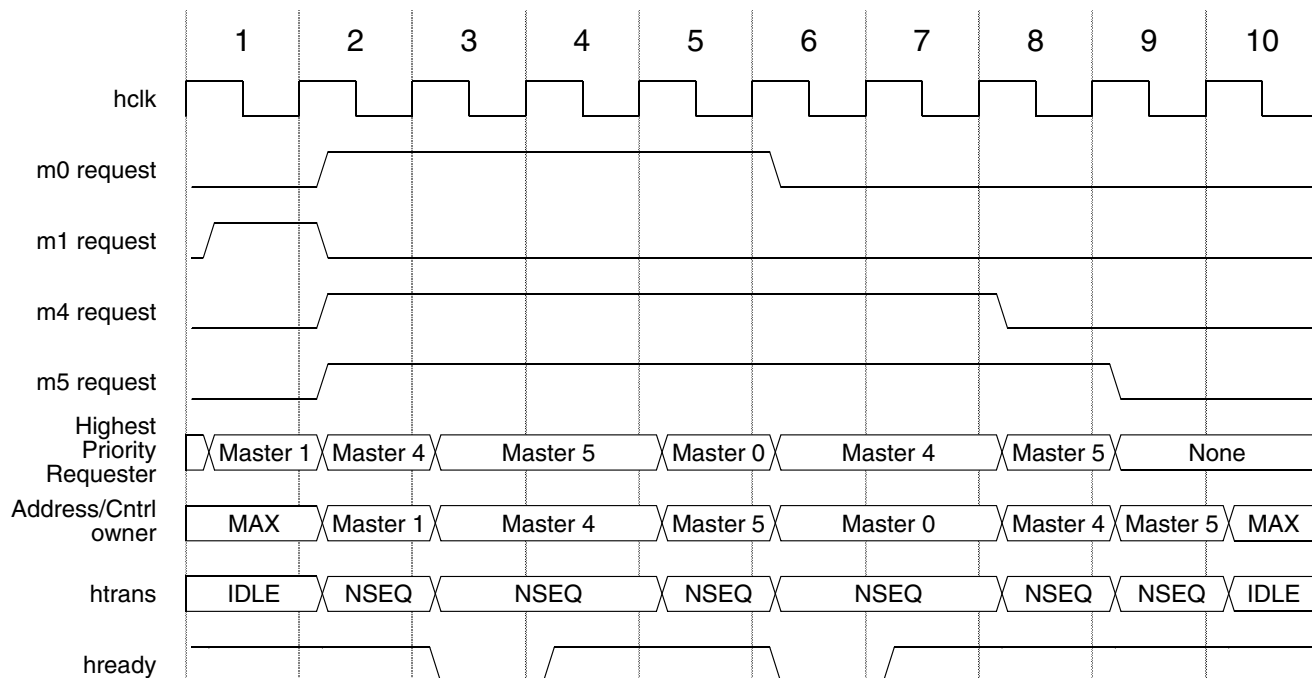 1 2 3 4 5 6 7 8 9 10
hclk
m0 request
m1 request
m4 request
m5 request
Highest
Priority
Requester
Master 1 Master 4 Master 5 Master 0 Master 4 Master 5 None
Address/Cntrl
owner
MAX Master 1 Master 4 Master 5 Master 0 Master 4 Master 5 MAX
htrans IDLE NSEQ NSEQ NSEQ NSEQ NSEQ NSEQ IDLE
hready